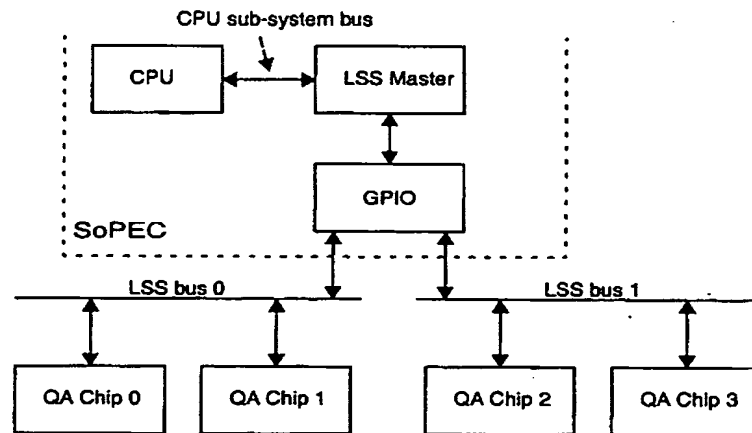 CPU sub-system bus
CPU
LSS Master
GPIO
SoPEC
LSS bus 0
LSS bus 1
QA Chip 0
QA Chip 1
QA Chip 2
QA Chip 3